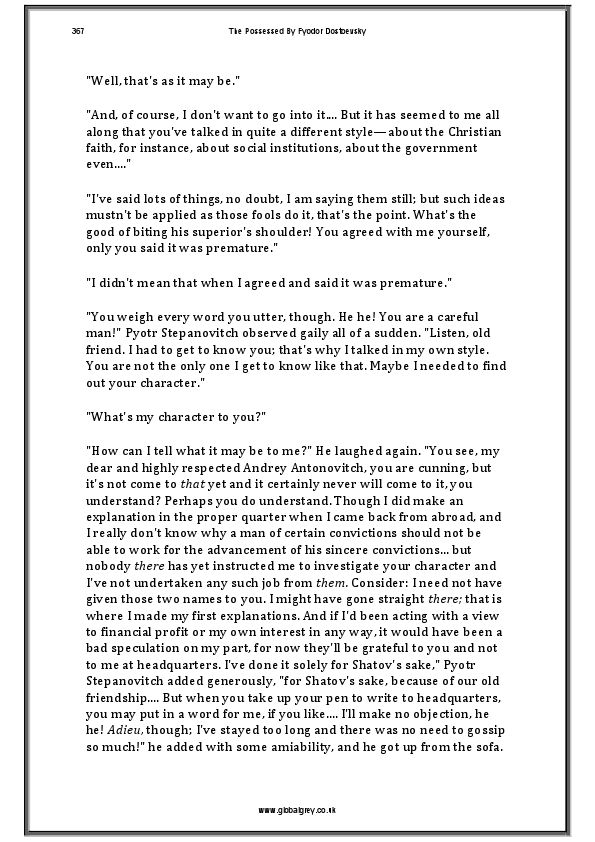 367 The Possessed By Fyodor Dostoevsky
"Well, that's as it may be."
"And, of course, I don't want to go into it.... But it has seemed to me all
along that you've talked in quite a different style—about the Christian
faith, for instance, about social institutions, about the government
even...."
"I've said lots of things, no doubt, I am saying them still; but such ideas
mustn't be applied as those fools do it, that's the point. What's the
good of biting his superior's shoulder! You agreed with me yourself,
only you said it was premature."
"I didn't mean that when I agreed and said it was premature."
"You weigh every word you utter, though. He he! You are a careful
man!" Pyotr Stepanovitch observed gaily all of a sudden. "Listen, old
friend. I had to get to know you; that's why I talked in my own style.
You are not the only one I get to know like that. Maybe I needed to find
out your character."
"What's my character to you?"
"How can I tell what it may be to me?" He laughed again. "You see, my
dear and highly respected Andrey Antonovitch, you are cunning, but
it's not come to that yet and it certainly never will come to it, you
understand? Perhaps you do understand. Though I did make an
explanation in the proper quarter when I came back from abroad, and
I really don't know why a man of certain convictions should not be
able to work for the advancement of his sincere convictions... but
nobody there has yet instructed me to investigate your character and
I've not undertaken any such job from them. Consider: I need not have
given those two names to you. I might have gone straight there; that is
where I made my first explanations. And if I'd been acting with a view
to financial profit or my own interest in any way, it would have been a
bad speculation on my part, for now they'll be grateful to you and not
to me at headquarters. I've done it solely for Shatov's sake," Pyotr
Stepanovitch added generously, "for Shatov's sake, because of our old
friendship.... But when you take up your pen to write to headquarters,
you may put in a word for me, if you like.... I'll make no objection, he
he! Adieu, though; I've stayed too long and there was no need to gossip
so much!" he added with some amiability, and he got up from the sofa.
www.globalgrey.co.uk